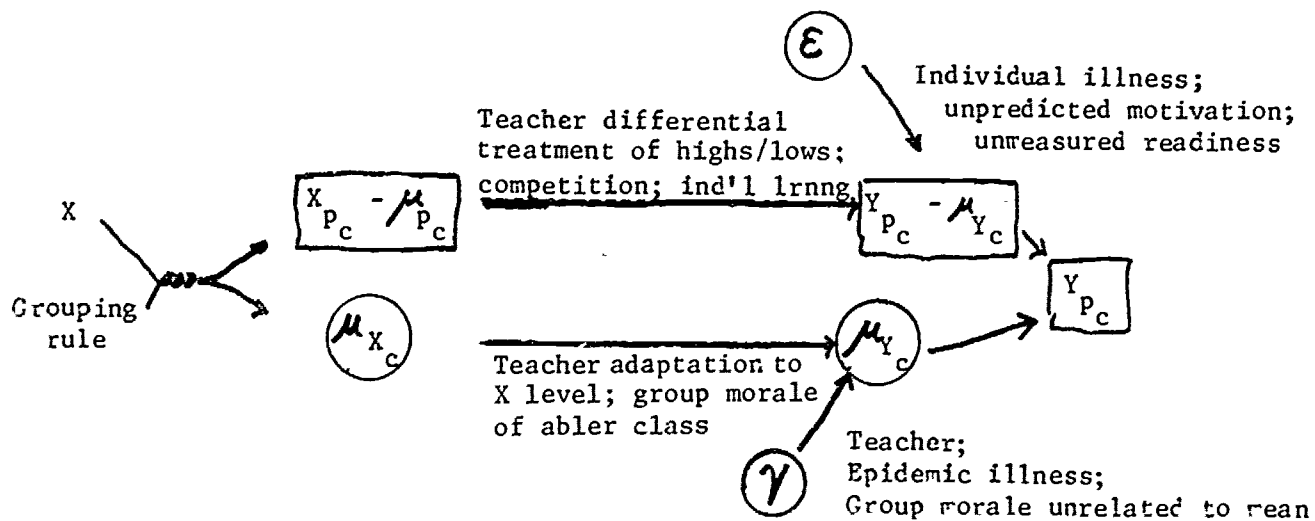 ε
Individual illness;
unpredicted motivation;
unmeasured readiness
Teacher differential
treatment of highs/lows;
competition; ind'l lrnng
X
X_{p_c} - μ_{p_c}
Y_{p_c} - μ_{Y_c}
Grouping
rule
Y_{p_c}
μ_{X_c}
μ_{Y_c}
Teacher adaptation to
X level; group morale
of abler class
γ
Teacher;
Epidemic illness;
Group morale unrelated to mean